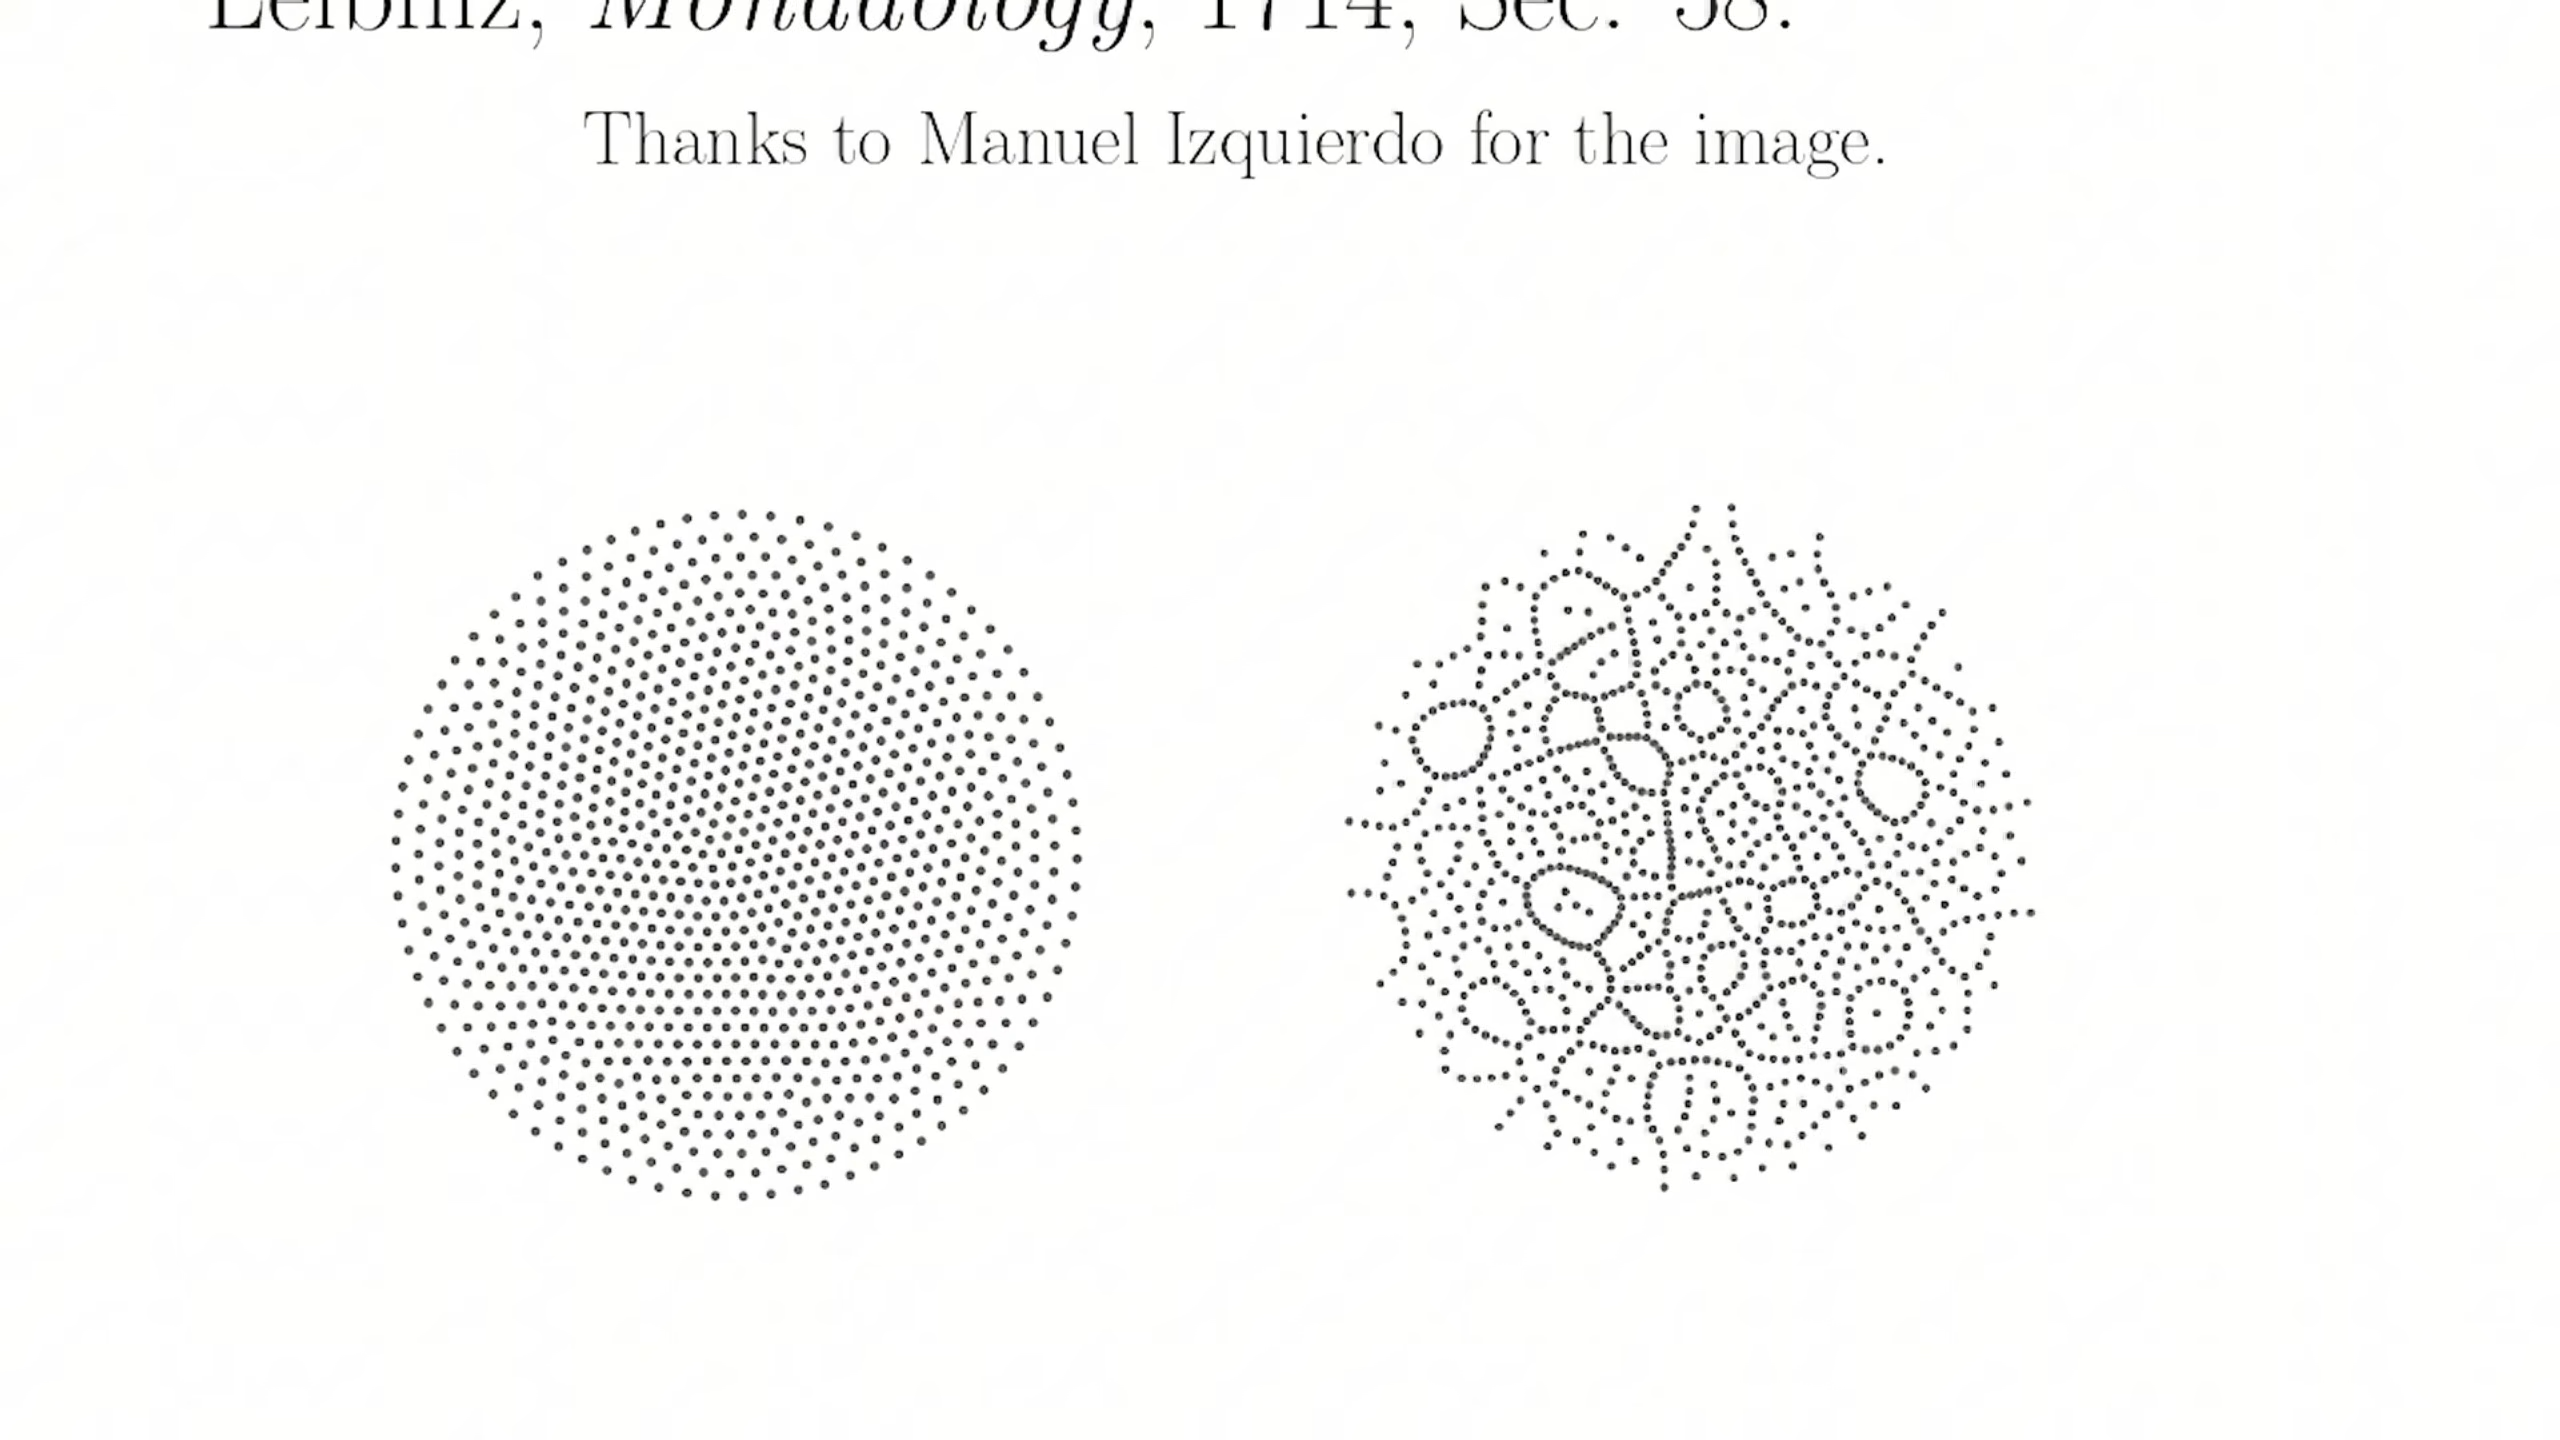 Leibniz, Monadology, 1714, Sec. 58.
Thanks to Manuel Izquierdo for the image.